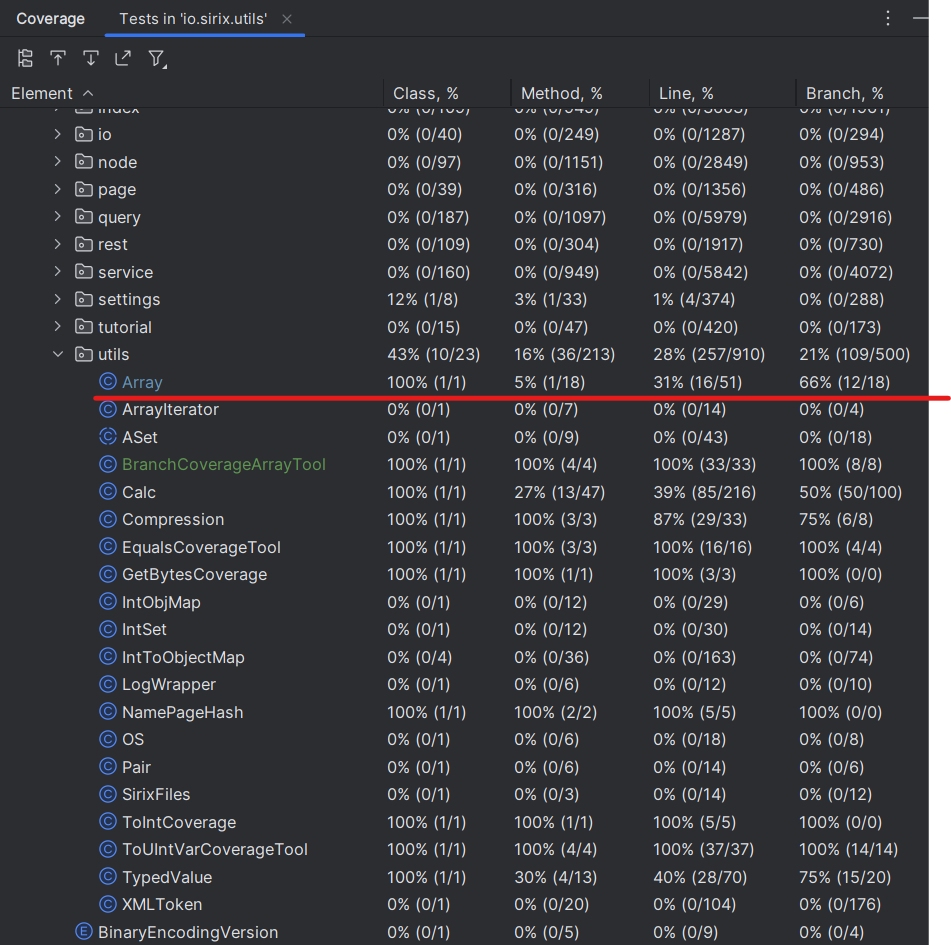 Coverage Tests in 'io.sirix.utils'
Element Class, % Method, % Line, % Branch, %
index 0% (0/169) 0% (0/949)
io 0% (0/40) 0% (0/249) 0% (0/1287) 0% (0/294)
node 0% (0/97) 0% (0/1151) 0% (0/2849) 0% (0/953)
page 0% (0/39) 0% (0/316) 0% (0/1356) 0% (0/486)
query 0% (0/187) 0% (0/1097) 0% (0/5979) 0% (0/2916)
rest 0% (0/109) 0% (0/304) 0% (0/1917) 0% (0/730)
service 0% (0/160) 0% (0/949) 0% (0/5842) 0% (0/4072)
settings 12% (1/8) 3% (1/33) 1% (4/374) 0% (0/288)
tutorial 0% (0/15) 0% (0/47) 0% (0/420) 0% (0/173)
utils 43% (10/23) 16% (36/213) 28% (257/910) 21% (109/500)
Array 100% (1/1) 5% (1/18) 31% (16/51) 66% (12/18)
ArrayIterator 0% (0/1) 0% (0/7) 0% (0/14) 0% (0/4)
ASet 0% (0/1) 0% (0/9) 0% (0/43) 0% (0/18)
BranchCoverageArrayTool 100% (1/1) 100% (4/4) 100% (33/33) 100% (8/8)
Calc 100% (1/1) 27% (13/47) 39% (85/216) 50% (50/100)
Compression 100% (1/1) 100% (3/3) 87% (29/33) 75% (6/8)
EqualsCoverageTool 100% (1/1) 100% (3/3) 100% (16/16) 100% (4/4)
GetBytesCoverage 100% (1/1) 100% (1/1) 100% (3/3) 100% (0/0)
IntObjMap 0% (0/1) 0% (0/12) 0% (0/29) 0% (0/6)
IntSet 0% (0/1) 0% (0/12) 0% (0/30) 0% (0/14)
IntToObjectMap 0% (0/4) 0% (0/36) 0% (0/163) 0% (0/74)
LogWrapper 0% (0/1) 0% (0/6) 0% (0/12) 0% (0/10)
NamePageHash 100% (1/1) 100% (2/2) 100% (5/5) 100% (0/0)
OS 0% (0/1) 0% (0/6) 0% (0/18) 0% (0/8)
Pair 0% (0/1) 0% (0/6) 0% (0/14) 0% (0/6)
SirixFiles 0% (0/1) 0% (0/3) 0% (0/14) 0% (0/12)
ToIntCoverage 100% (1/1) 100% (1/1) 100% (5/5) 100% (0/0)
ToUIntVarCoverageTool 100% (1/1) 100% (4/4) 100% (37/37) 100% (14/14)
TypedValue 100% (1/1) 30% (4/13) 40% (28/70) 75% (15/20)
XMLToken 0% (0/1) 0% (0/20) 0% (0/104) 0% (0/176)
BinaryEncodingVersion 0% (0/1) 0% (0/5) 0% (0/9) 0% (0/4)